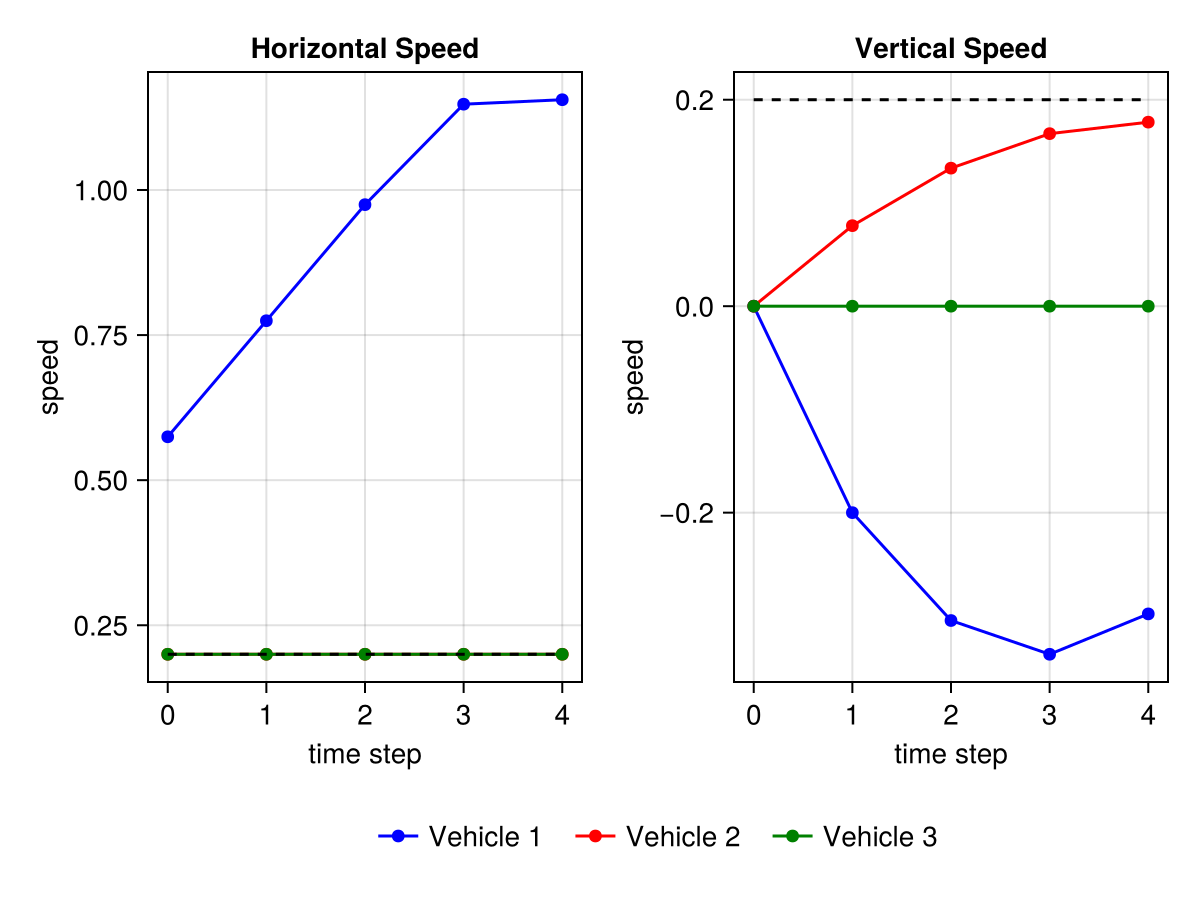 Horizontal Speed
speed
1.00
0.75
0.50
0.25
0 1 2 3 4
time step
Vertical Speed
speed
0.2
0.0
−0.2
0 1 2 3 4
time step
Vehicle 1 Vehicle 2 Vehicle 3